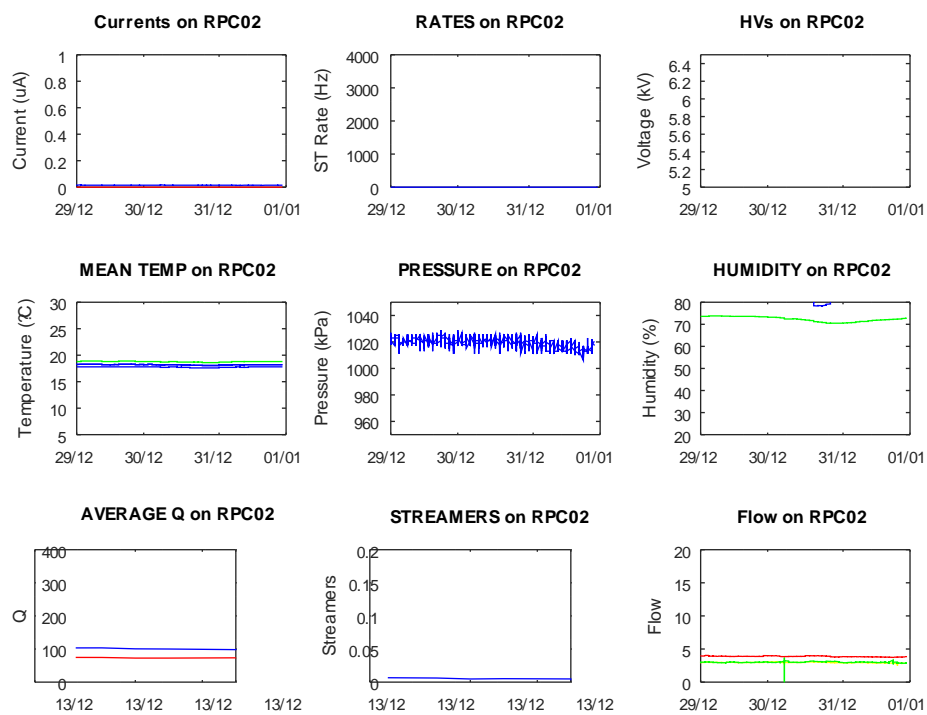 Currents on RPC02
RATES on RPC02
HVs on RPC02
Current (uA)
1
0.8
0.6
0.4
0.2
0
29/12 30/12 31/12 01/01
ST Rate (Hz)
4000
3000
2000
1000
0
29/12 30/12 31/12 01/01
Voltage (kV)
6.4
6.2
6
5.8
5.6
5.4
5.2
5
29/12 30/12 31/12 01/01
MEAN TEMP on RPC02
PRESSURE on RPC02
HUMIDITY on RPC02
Temperature (?C)
30
25
20
15
10
5
29/12 30/12 31/12 01/01
Pressure (kPa)
1040
1020
1000
980
960
29/12 30/12 31/12 01/01
Humidity (%)
80
70
60
50
40
30
20
29/12 30/12 31/12 01/01
AVERAGE Q on RPC02
STREAMERS on RPC02
Flow on RPC02
Q
400
300
200
100
0
13/12 13/12 13/12 13/12
Streamers
0.2
0.15
0.1
0.05
0
13/12 13/12 13/12 13/12
Flow
20
15
10
5
0
29/12 30/12 31/12 01/01